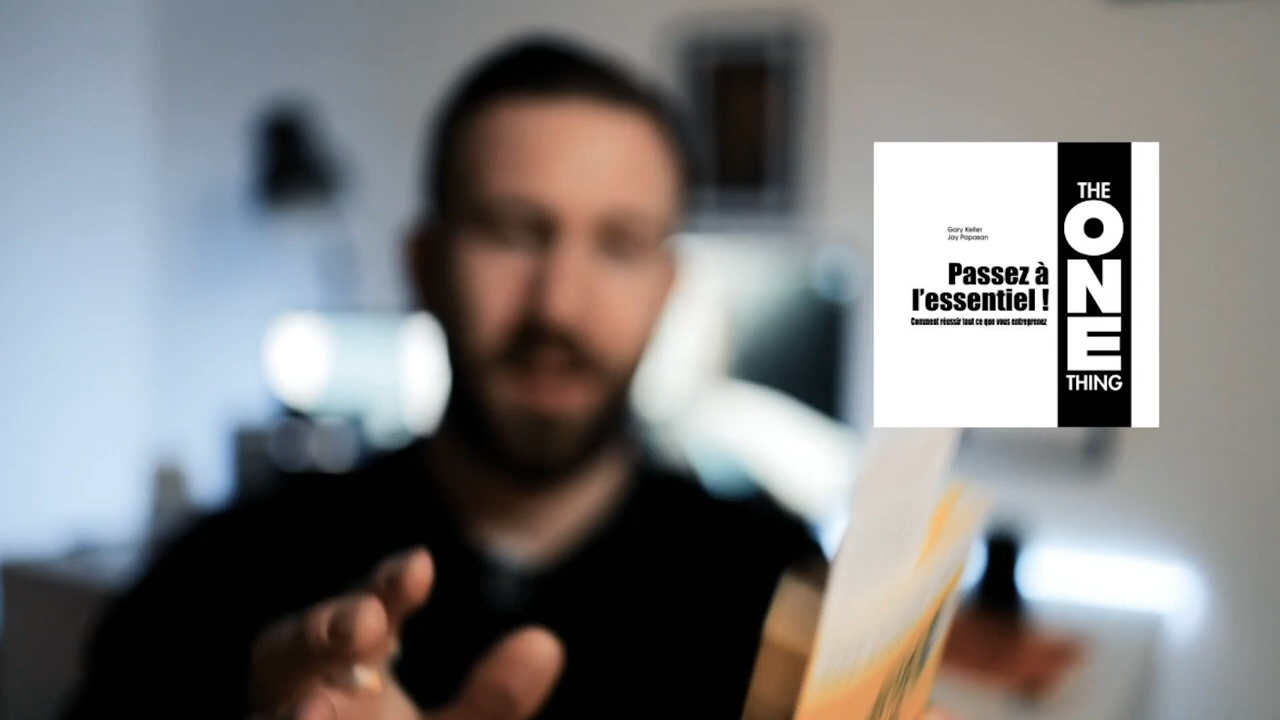 Gary Keller
Jay Papasan
Passez à
l'essentiel !
Comment réussir tout ce que vous entreprenez
THE
ONE
THING